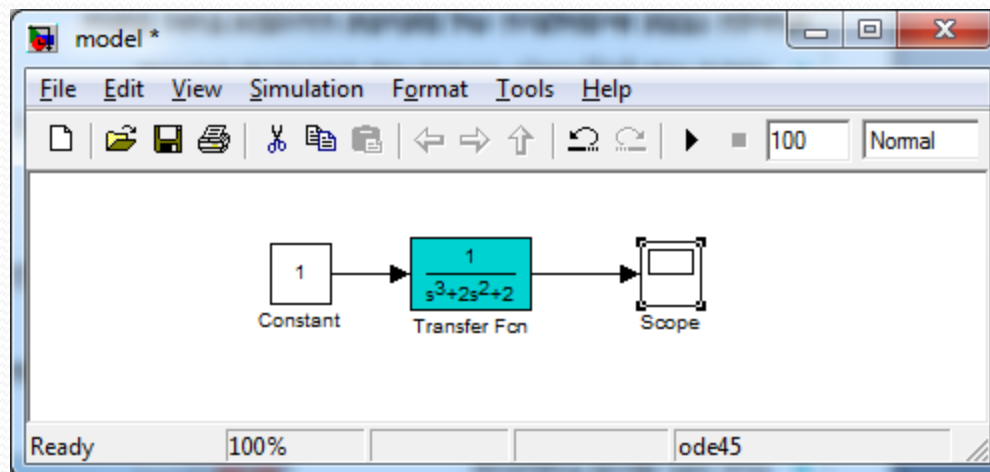 model *
File Edit View Simulation Format Tools Help
100 Normal
1
Constant
1
s³+2s²+2
Transfer Fcn
Scope
Ready 100% ode45